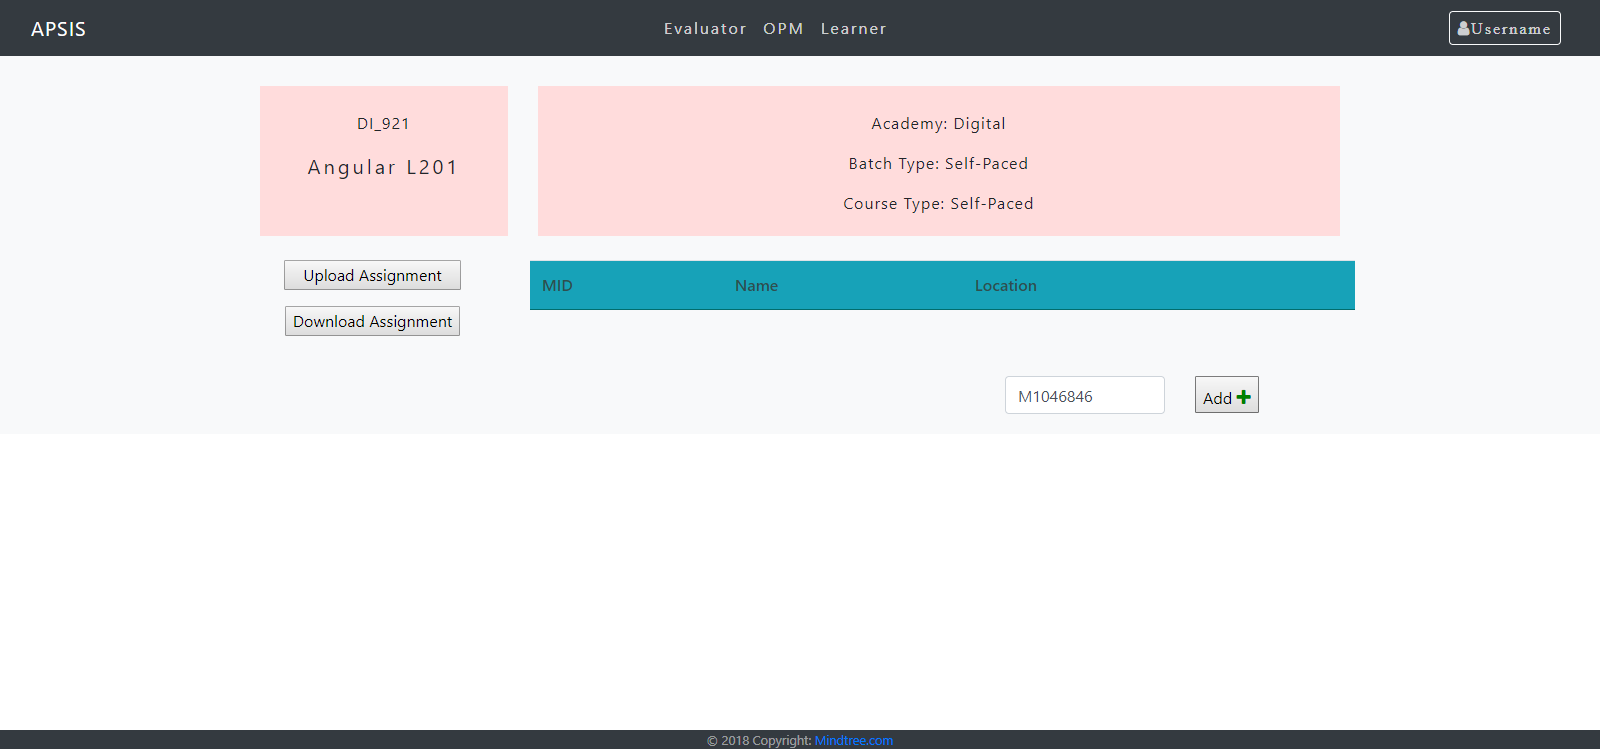 APSIS Evaluator OPM Learner Username
DI_921
Angular L201
Academy: Digital
Batch Type: Self-Paced
Course Type: Self-Paced
Upload Assignment
Download Assignment
MID Name Location
M1046846 Add
© 2018 Copyright: Mindtree.com